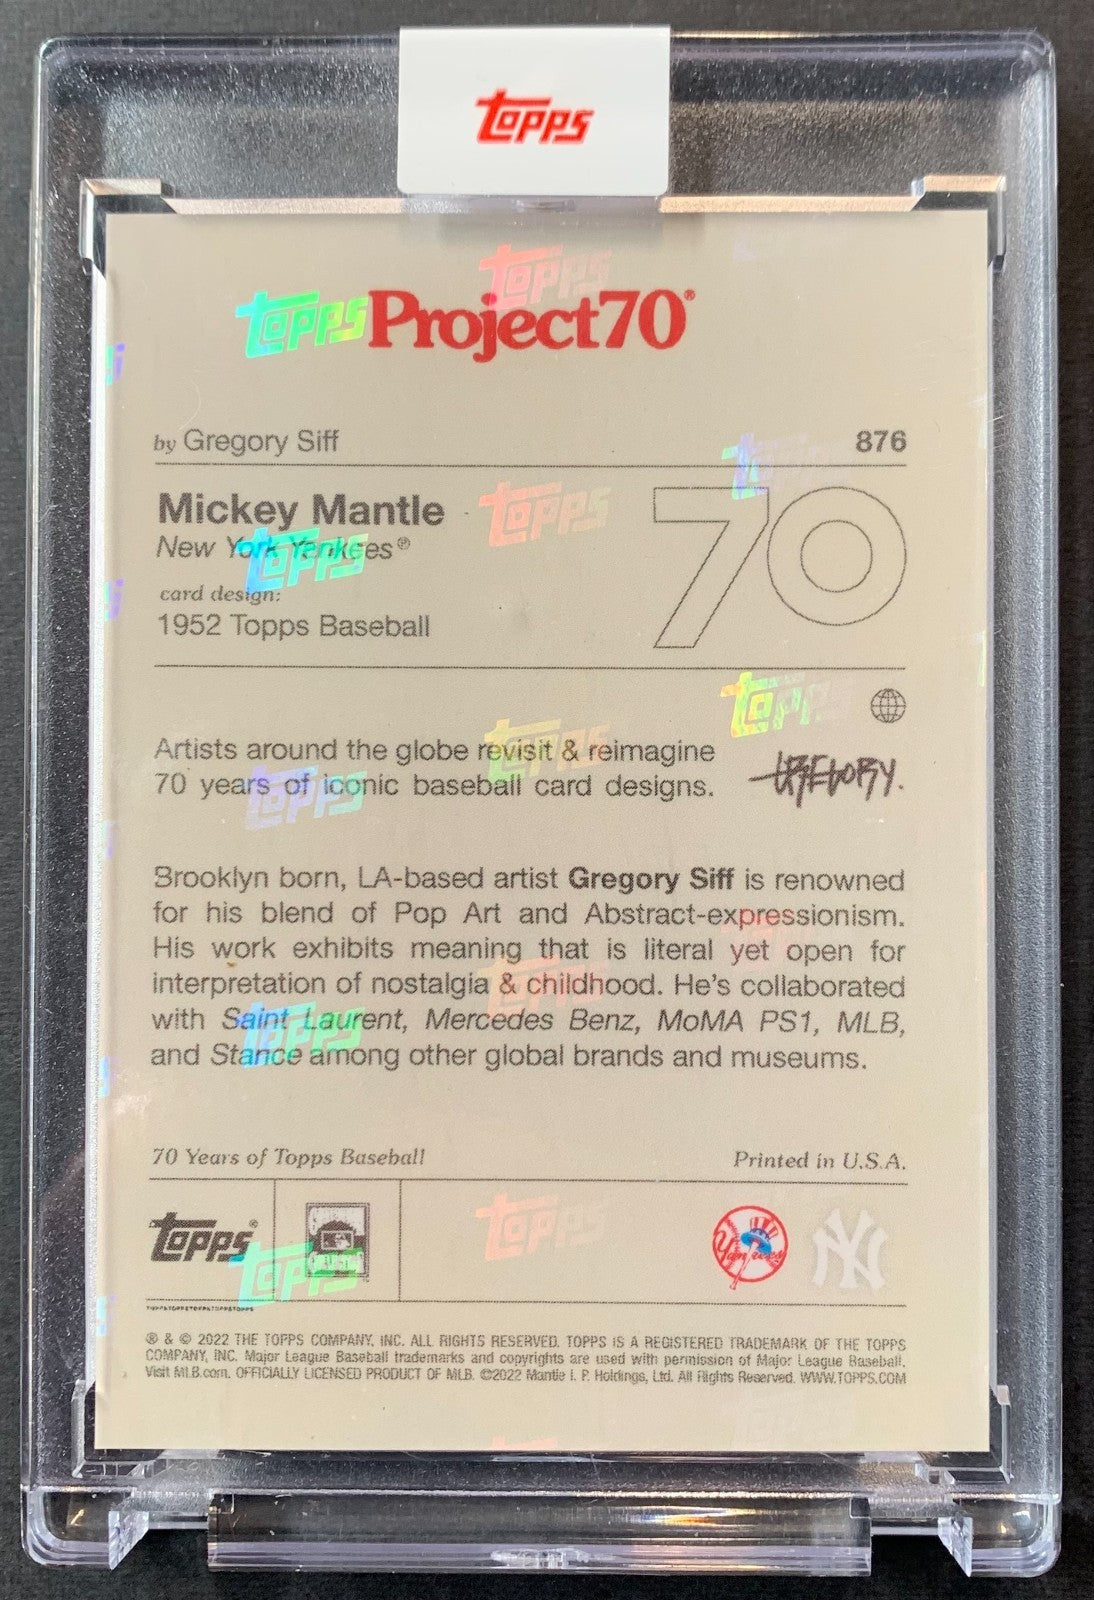 Topps
Topps Project70®
by Gregory Siff 876
Mickey Mantle
New York Yankees®
card design:
1952 Topps Baseball
70
Artists around the globe revisit & reimagine
70 years of iconic baseball card designs.
GREGORY.
Brooklyn born, LA-based artist Gregory Siff is renowned
for his blend of Pop Art and Abstract-expressionism.
His work exhibits meaning that is literal yet open for
interpretation of nostalgia & childhood. He's collaborated
with Saint Laurent, Mercedes Benz, MoMA PS1, MLB,
and Stance among other global brands and museums.
70 Years of Topps Baseball Printed in U.S.A.
Topps® Yankees NY
® & © 2022 THE TOPPS COMPANY, INC. ALL RIGHTS RESERVED. TOPPS IS A REGISTERED TRADEMARK OF THE TOPPS
COMPANY, INC. Major League Baseball trademarks and copyrights are used with permission of Major League Baseball.
Visit MLB.com. OFFICIALLY LICENSED PRODUCT OF MLB. ©2022 Mantle I. P. Holdings, Ltd. All Rights Reserved. WWW.TOPPS.COM